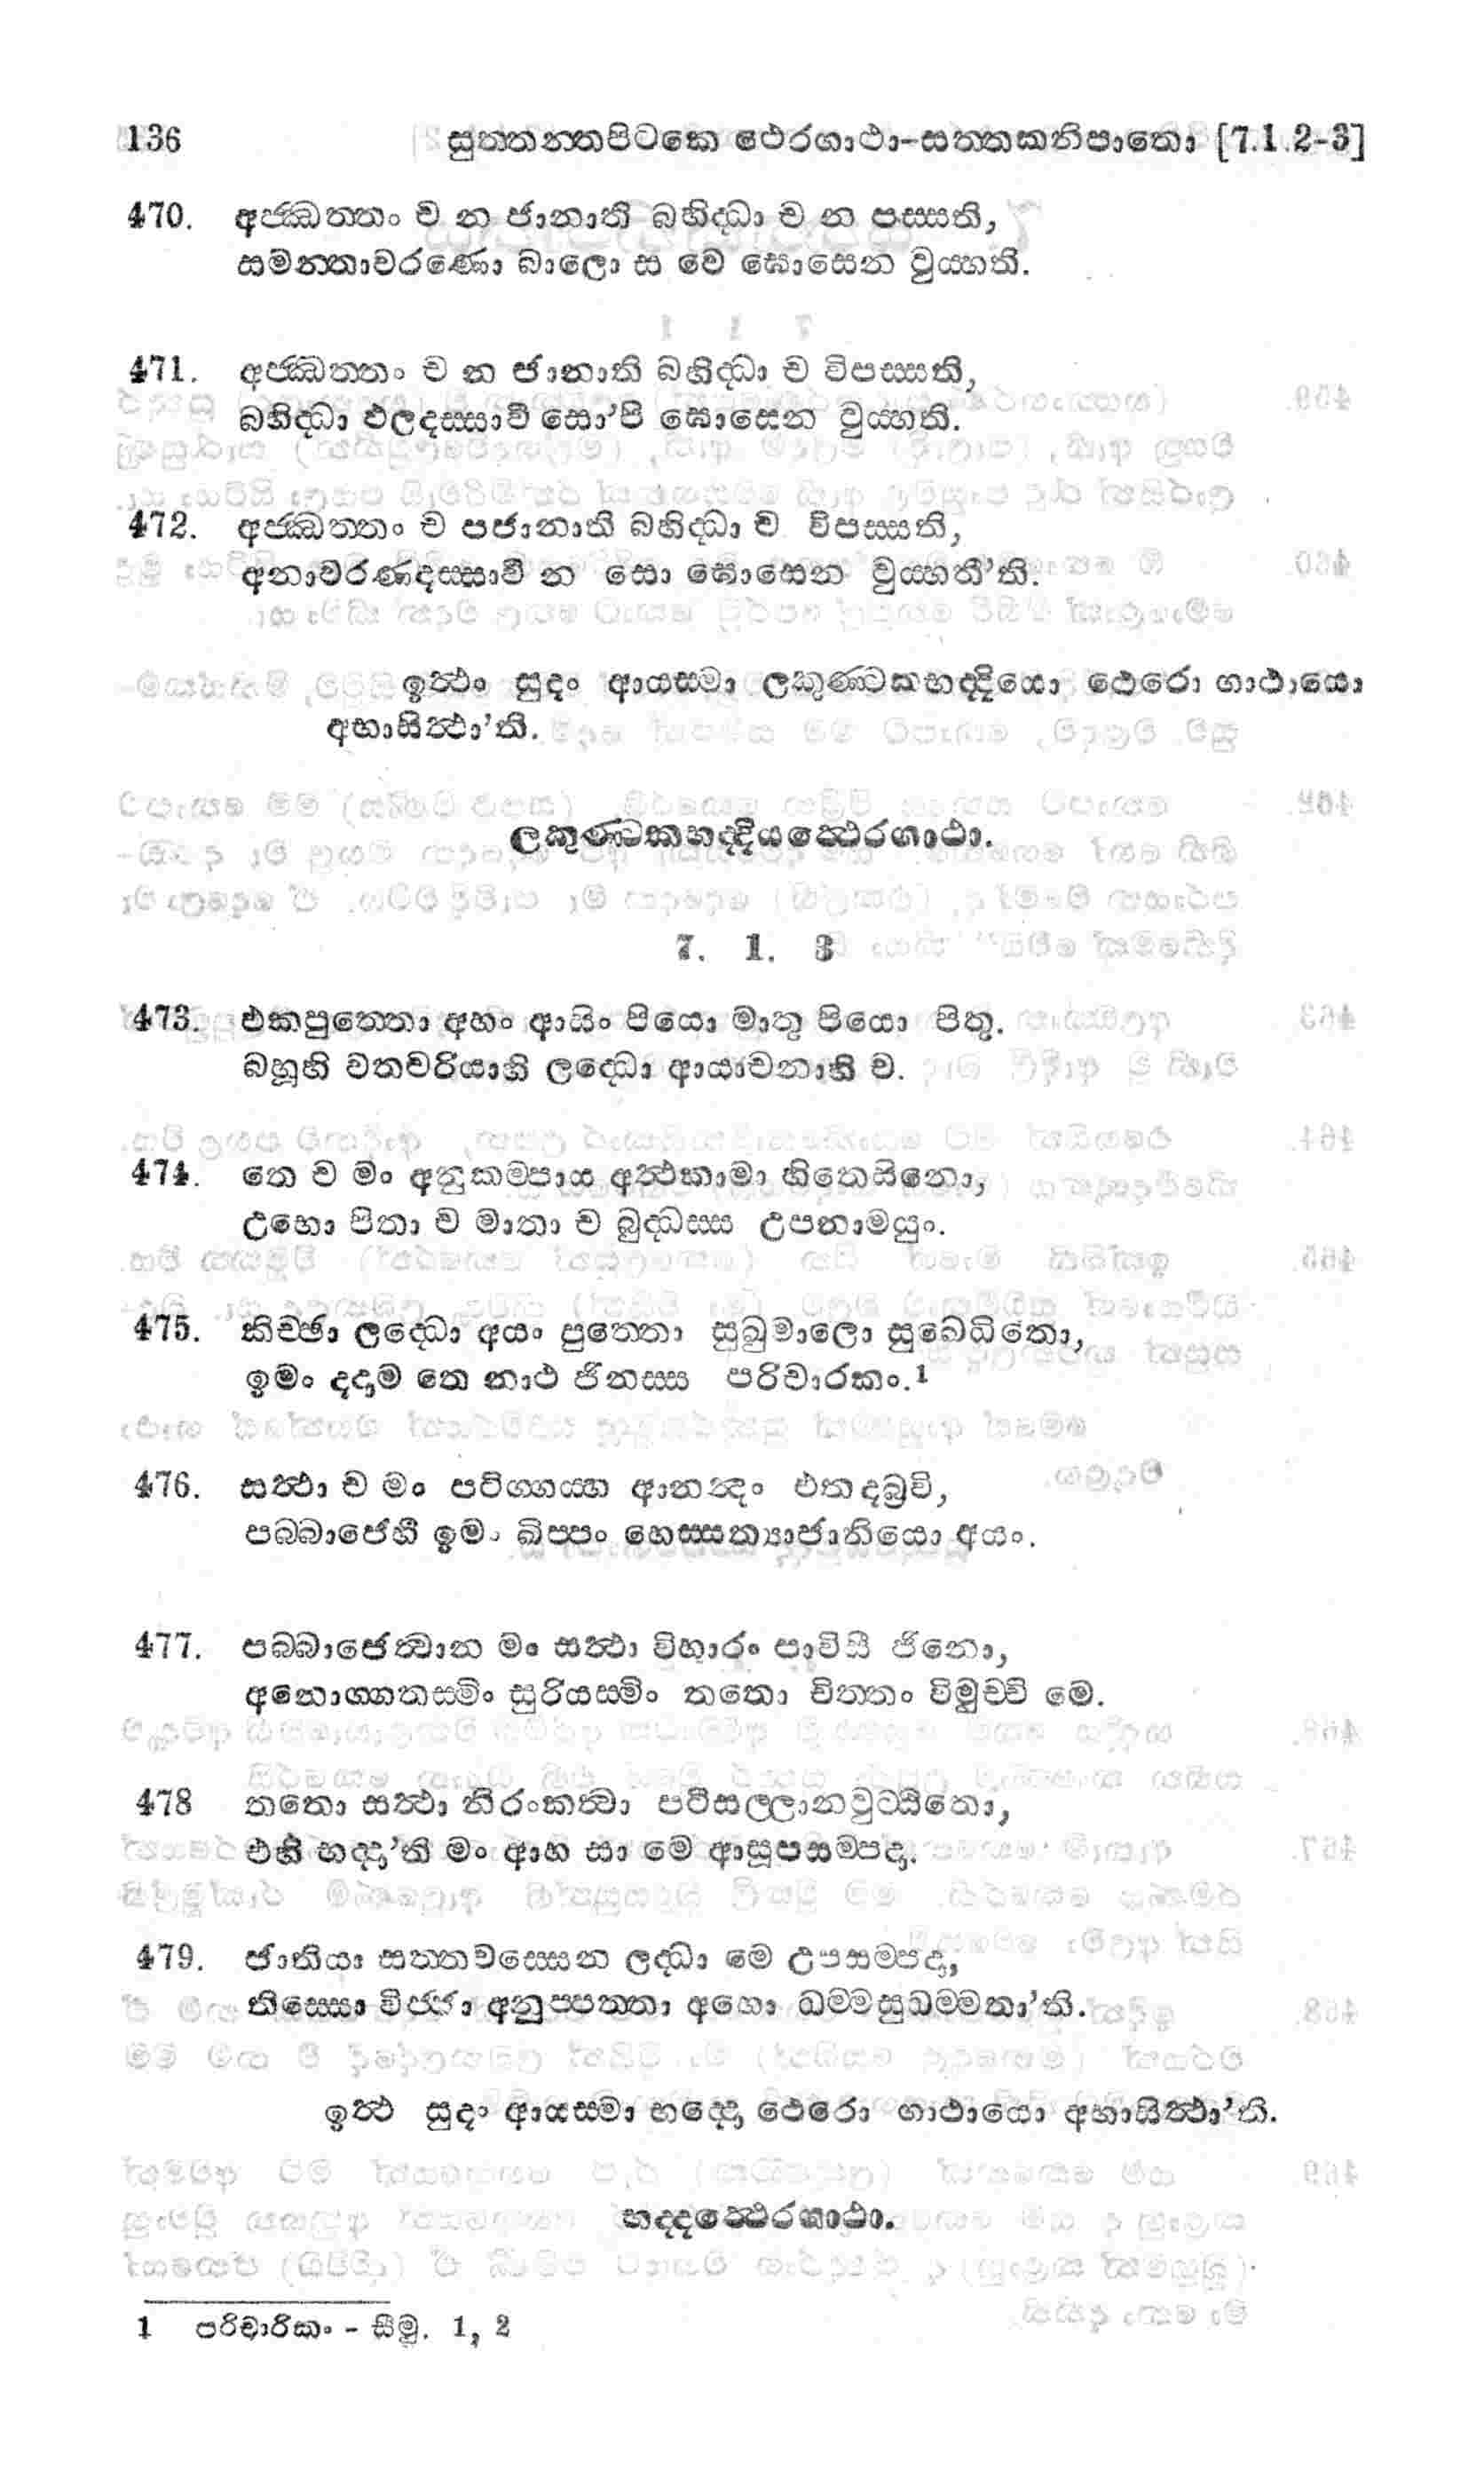 136 සුත්තන්තපිටකෙ ථෙරගාථා-සත්තකනිපාතො [7.1.2-3]
470. අජ්ඣත්තං ච න ජානාති බහිද්ධා ච න පස්සති,
සමන්තාවරණො බාලො ස වෙ ඝොසෙන වුය්හති.
471. අජ්ඣත්තං ච න ජානාති බහිද්ධා ච විපස්සති,
බහිද්ධා ඵලදස්සාවී සො'පි ඝොසෙන වුය්හති.
472. අජ්ඣත්තං ච පජානාති බහිද්ධා ච විපස්සති,
අනාවරණදස්සාවී න සො ඝොසෙන වුය්හතී'ති.
ඉත්ථං සුදං ආයස්මා ලකුණ්ටකභද්දියො ථෙරො ගාථායො
අභාසිත්ථා'ති.
ලකුණ්ටකභද්දියත්ථෙරගාථා.
7. 1. 3
473. එකපුත්තො අහං ආසිං පියො මාතු පියො පිතු.
බහූහි වතචරියාහි ලද්ධො ආයාචනාහි ච.
474. තෙ ච මං අනුකම්පාය අත්ථකාමා හිතෙසිනො,
උභො පිතා ච මාතා ච බුද්ධස්ස උපනාමයුං.
475. කිච්ඡා ලද්ධො අයං පුත්තො සුඛුමාලො සුඛෙධිතො,
ඉමං දදාම තෙ නාථ ජිනස්ස පරිචාරකං.¹
476. සත්ථා ච මං පටිග්ගය්හ ආනන්දං එතදබ්‍රවි,
පබ්බාජෙහි ඉමං ඛිප්පං හෙස්සත්‍යාජානියො අයං.
477. පබ්බාජෙත්වාන මං සත්ථා විහාරං පාවිසී ජිනො,
අනොග්ගතස්මිං සුරියස්මිං තතො චිත්තං විමුච්චි මෙ.
478 තතො සත්ථා නිරංකත්වා පටිසල්ලානවුට්ඨිතො,
එහි භද්දා'ති මං ආහ සා මෙ ආසූපසම්පදා.
479. ජාතියා සත්තවස්සෙන ලද්ධා මෙ උපසම්පදා,
තිස්සො විජ්ජා අනුප්පත්තා අහො ධම්මසුධම්මතා'ති.
ඉත්ථ සුදං ආයස්මා භද්දො ථෙරො ගාථායො අභාසිත්ථා'ති.
භද්දත්ථෙරගාථා.
1 පරිචාරිකං - සීමු. 1, 2